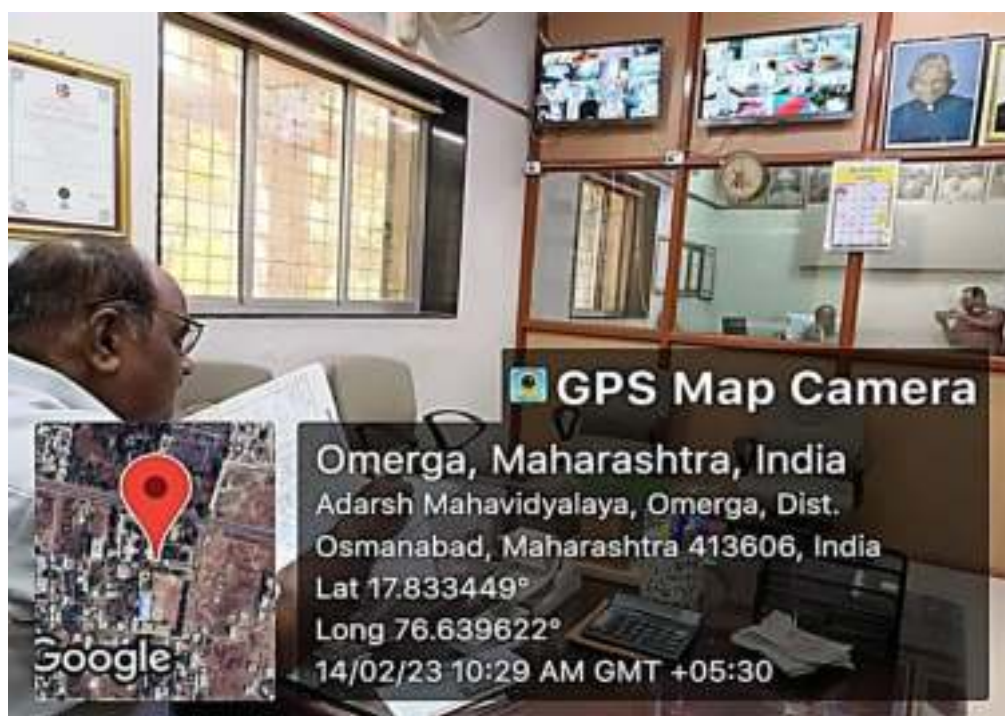 GPS Map Camera
Omerga, Maharashtra, India
Adarsh Mahavidyalaya, Omerga, Dist.
Osmanabad, Maharashtra 413606, India
Lat 17.833449°
Long 76.639622°
14/02/23 10:29 AM GMT +05:30
Google